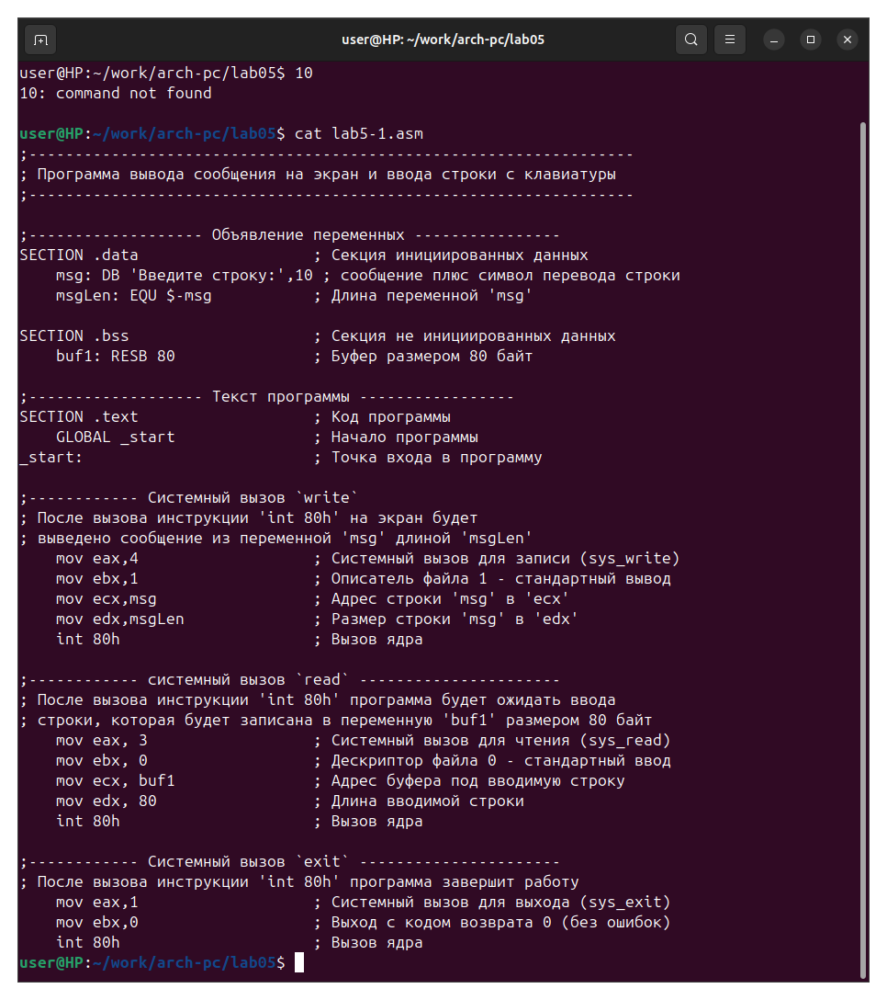 user@HP: ~/work/arch-pc/lab05
user@HP:~/work/arch-pc/lab05$ 10
10: command not found
user@HP:~/work/arch-pc/lab05$ cat lab5-1.asm
;------------------------------------------------------------------
; Программа вывода сообщения на экран и ввода строки с клавиатуры
;------------------------------------------------------------------
;------------------- Объявление переменных ----------------
SECTION .data                   ; Секция инициированных данных
    msg: DB 'Введите строку:',10 ; сообщение плюс символ перевода строки
    msgLen: EQU $-msg           ; Длина переменной 'msg'
SECTION .bss                    ; Секция не инициированных данных
    buf1: RESB 80               ; Буфер размером 80 байт
;------------------- Текст программы -----------------
SECTION .text                   ; Код программы
    GLOBAL _start               ; Начало программы
_start:                         ; Точка входа в программу
;------------ Системный вызов `write`
; После вызова инструкции 'int 80h' на экран будет
; выведено сообщение из переменной 'msg' длиной 'msgLen'
    mov eax,4                   ; Системный вызов для записи (sys_write)
    mov ebx,1                   ; Описатель файла 1 - стандартный вывод
    mov ecx,msg                 ; Адрес строки 'msg' в 'ecx'
    mov edx,msgLen              ; Размер строки 'msg' в 'edx'
    int 80h                     ; Вызов ядра
;------------ системный вызов `read` ----------------------
; После вызова инструкции 'int 80h' программа будет ожидать ввода
; строки, которая будет записана в переменную 'buf1' размером 80 байт
    mov eax, 3                  ; Системный вызов для чтения (sys_read)
    mov ebx, 0                  ; Дескриптор файла 0 - стандартный ввод
    mov ecx, buf1               ; Адрес буфера под вводимую строку
    mov edx, 80                 ; Длина вводимой строки
    int 80h                     ; Вызов ядра
;------------ Системный вызов `exit` ----------------------
; После вызова инструкции 'int 80h' программа завершит работу
    mov eax,1                   ; Системный вызов для выхода (sys_exit)
    mov ebx,0                   ; Выход с кодом возврата 0 (без ошибок)
    int 80h                     ; Вызов ядра
user@HP:~/work/arch-pc/lab05$